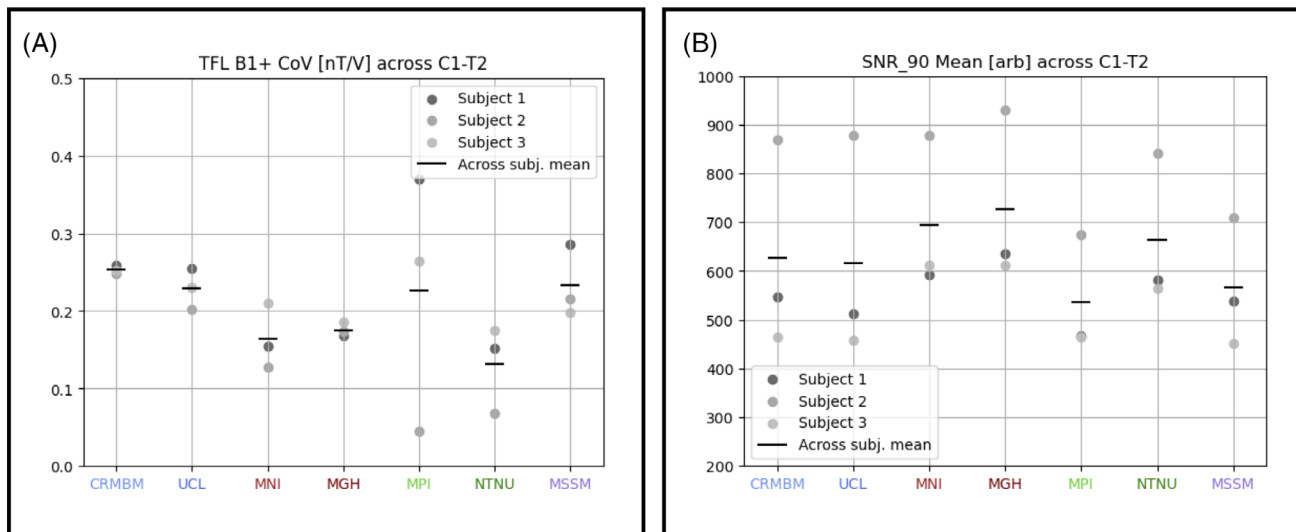 (A)
TFL B1+ CoV [nT/V] across C1-T2
0.5
0.4
0.3
0.2
0.1
0.0
Subject 1
Subject 2
Subject 3
Across subj. mean
CRMBM UCL MNI MGH MPI NTNU MSSM
(B)
SNR_90 Mean [arb] across C1-T2
1000
900
800
700
600
500
400
300
200
Subject 1
Subject 2
Subject 3
Across subj. mean
CRMBM UCL MNI MGH MPI NTNU MSSM